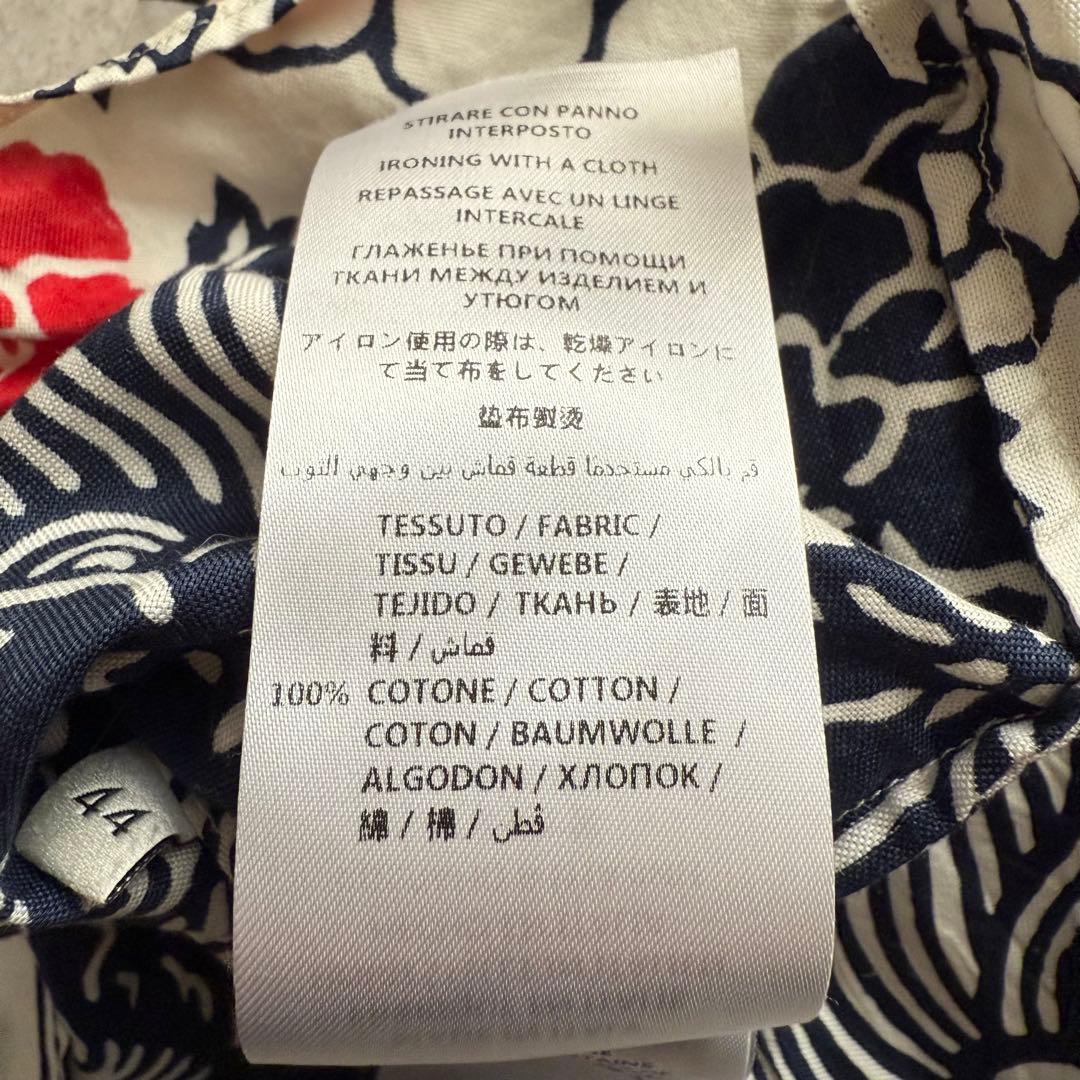 STIRARE CON PANNO
INTERPOSTO
IRONING WITH A CLOTH
REPASSAGE AVEC UN LINGE
INTERCALE
ГЛАЖЕНЬЕ ПРИ ПОМОЩИ
ТКАНИ МЕЖДУ ИЗДЕЛИЕМ И
УТЮГОМ
アイロン使用の際は、乾燥アイロンに
て当て布をしてください
垫布熨烫
قم بالكي مستخدما قطعة قماش بين وجهي الثوب
TESSUTO / FABRIC /
TISSU / GEWEBE /
TEJIDO / ТКАНЬ / 表地 / 面
料 / قماش
100% COTONE / COTTON /
COTON / BAUMWOLLE /
ALGODON / ХЛОПОК /
綿 / 棉 / قطن
44